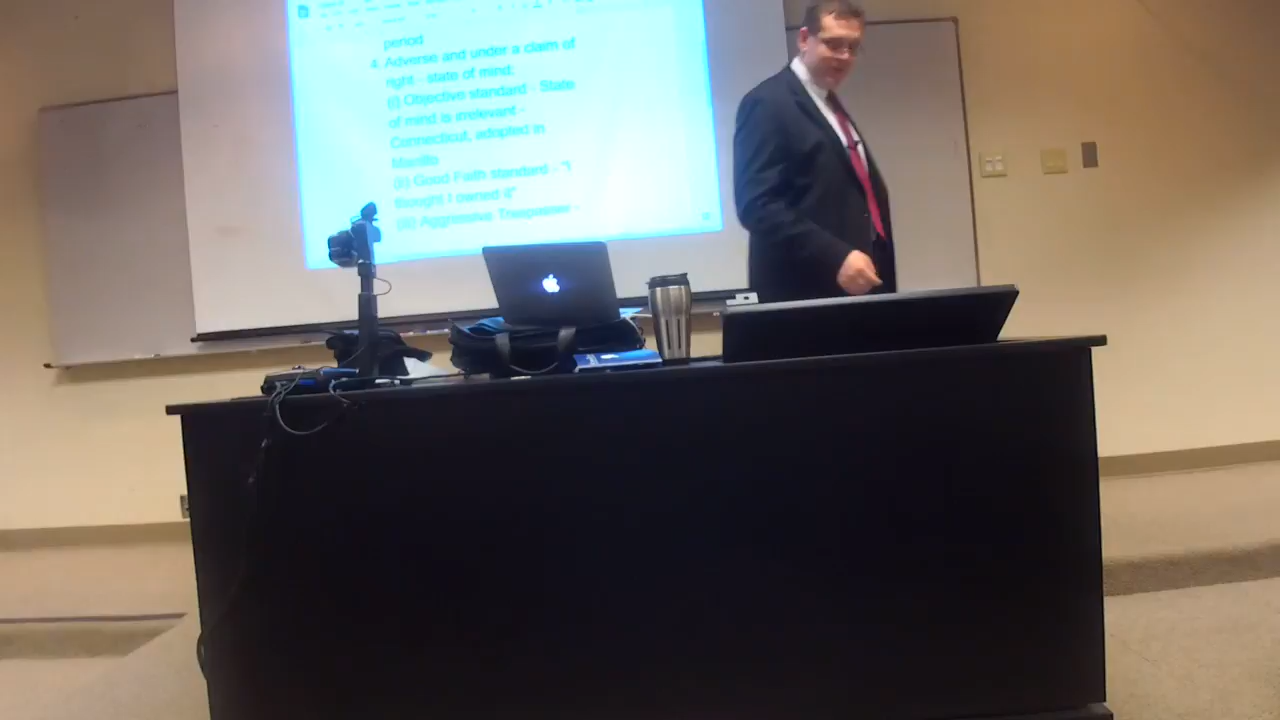 period
4. Adverse and under a claim of
right - state of mind:
(i) Objective standard - State
of mind is irrelevant -
Connecticut, adopted in
Manillo
(ii) Good Faith standard - "I
thought I owned it"
(iii) Aggressive Trespasser -